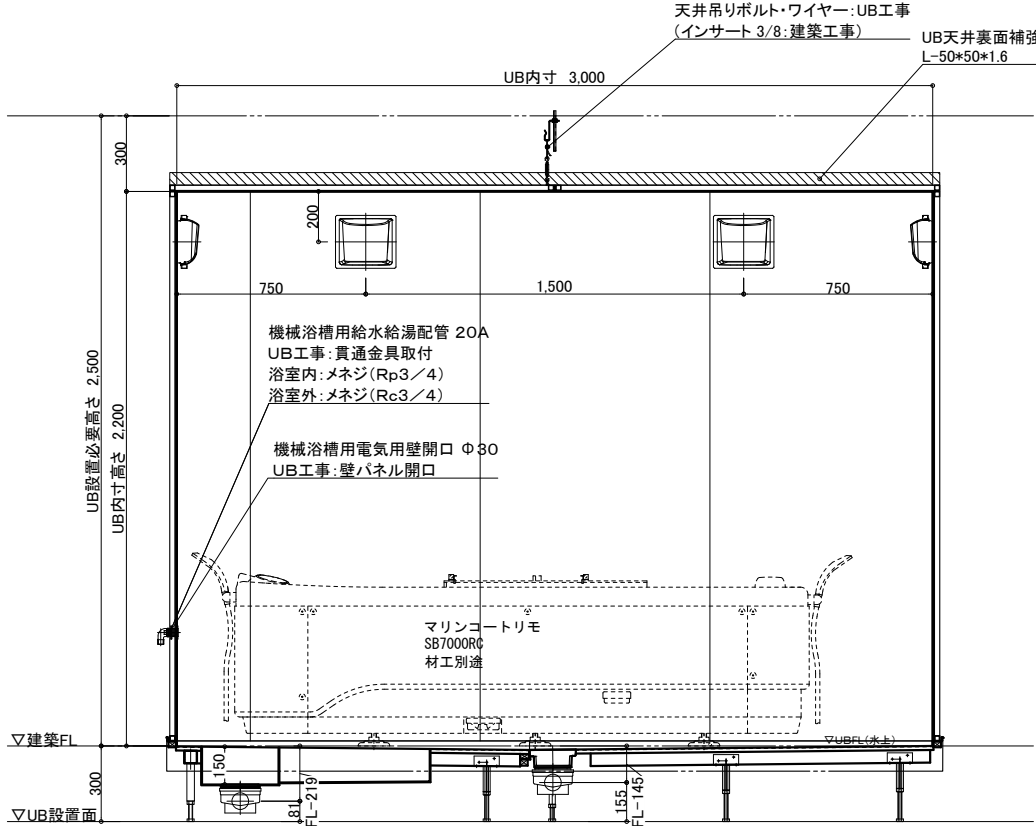 天井吊りボルト・ワイヤー：UB工事
(インサート 3/8：建築工事)
UB天井裏面補強
L-50*50*1.6
UB内寸 3,000
300
200
750
1,500
750
機械浴槽用給水給湯配管 20A
UB工事：貫通金具取付
浴室内：メネジ(Rp3／4)
浴室外：メネジ(Rc3／4)
機械浴槽用電気用壁開口 Φ30
UB工事：壁パネル開口
UB設置必要高さ 2,500
UB内寸高さ 2,200
マリンコートリモ
SB7000RC
材工別途
▽建築FL
▽UBFL(水上)
150
300
81
FL-219
155
FL-145
▽UB設置面